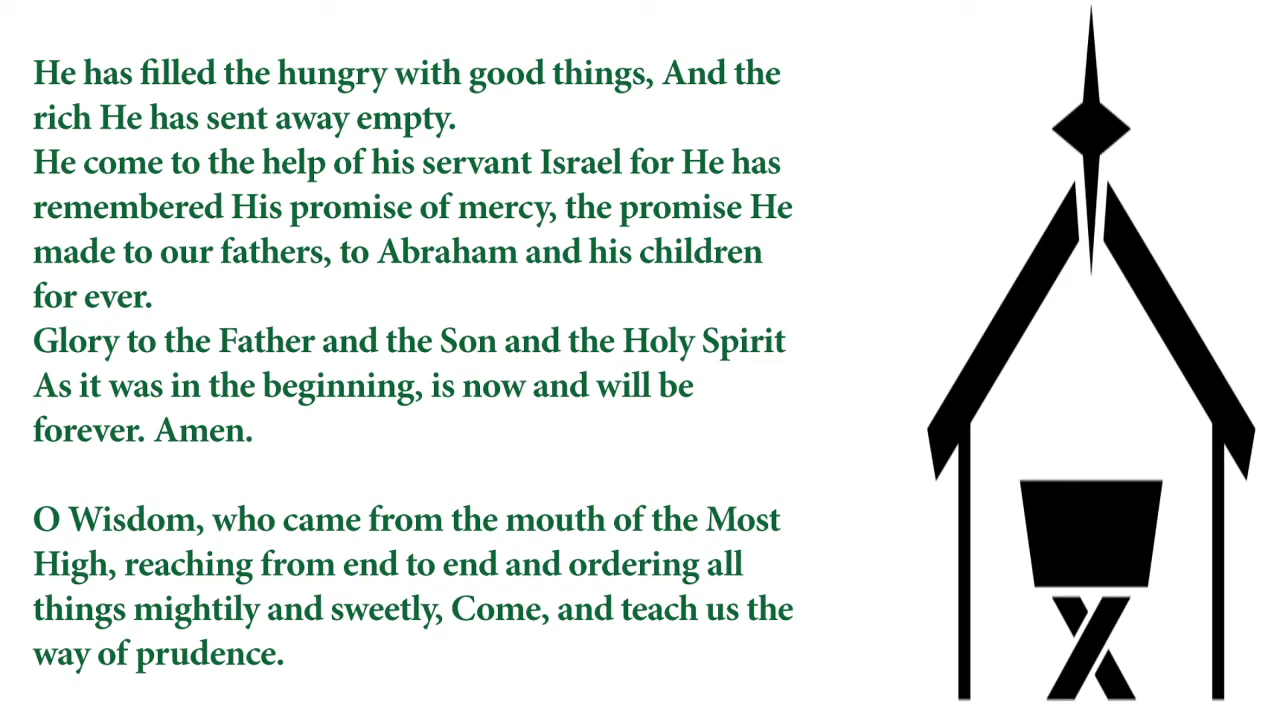 He has filled the hungry with good things, And the
rich He has sent away empty.
He come to the help of his servant Israel for He has
remembered His promise of mercy, the promise He
made to our fathers, to Abraham and his children
for ever.
Glory to the Father and the Son and the Holy Spirit
As it was in the beginning, is now and will be
forever. Amen.
O Wisdom, who came from the mouth of the Most
High, reaching from end to end and ordering all
things mightily and sweetly, Come, and teach us the
way of prudence.